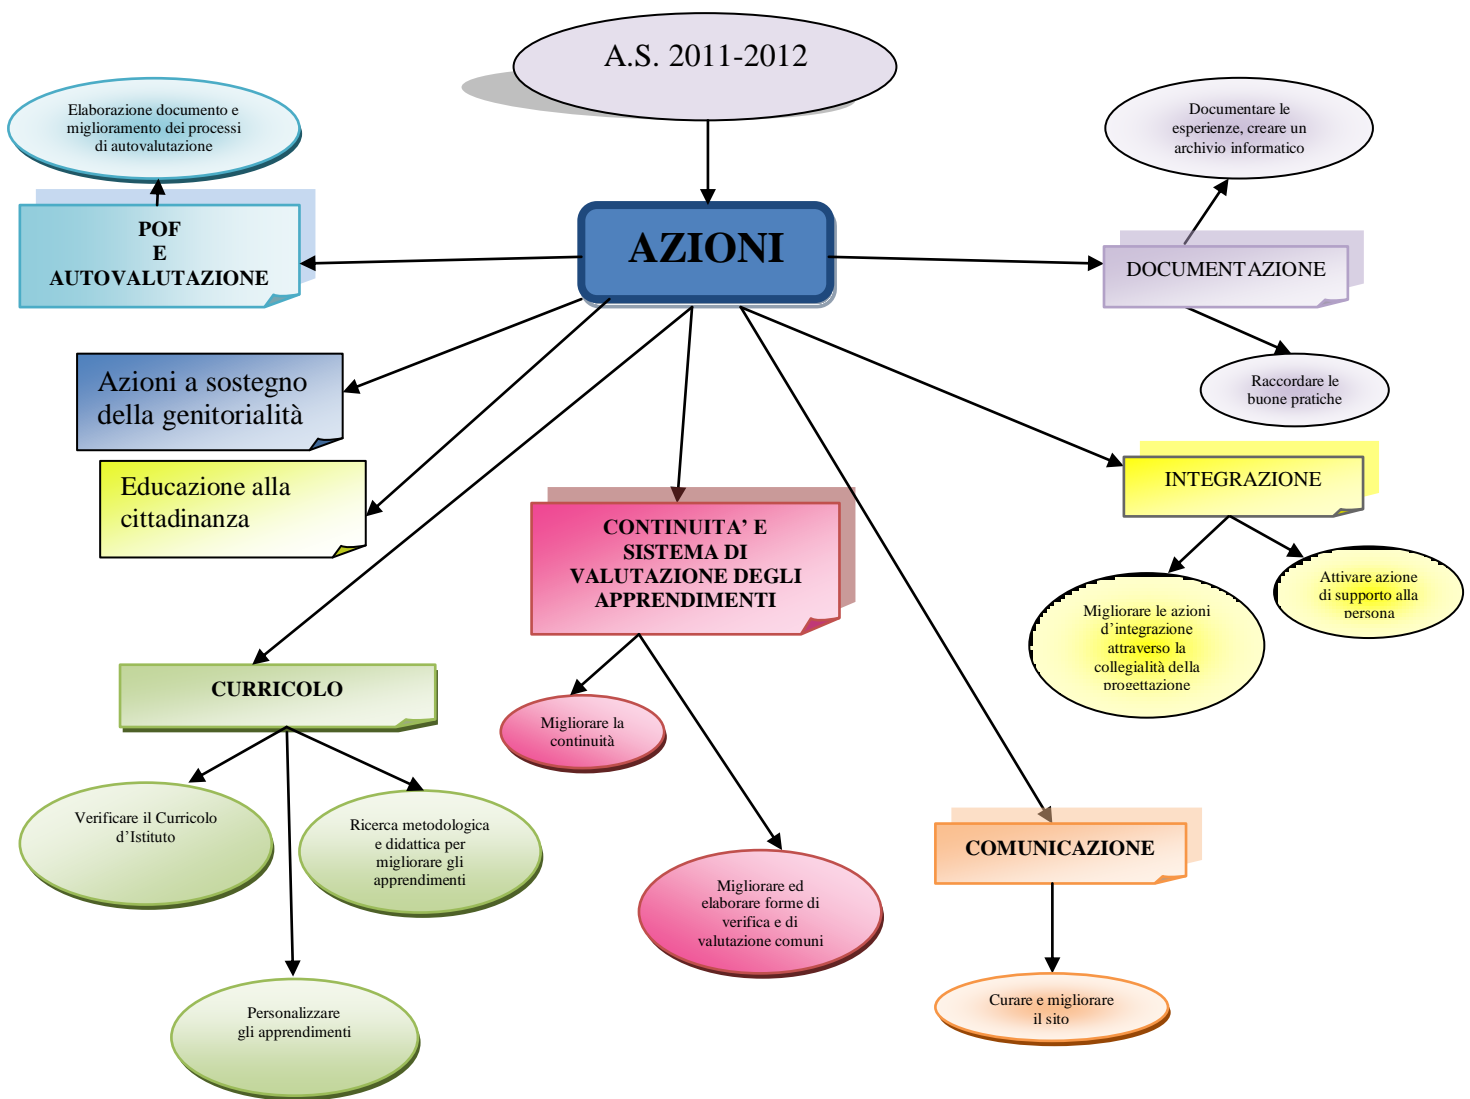 A.S. 2011-2012
Elaborazione documento e
miglioramento dei processi
di autovalutazione
Documentare le
esperienze, creare un
archivio informatico
POF
E
AUTOVALUTAZIONE
AZIONI
DOCUMENTAZIONE
Azioni a sostegno
della genitorialità
Raccordare le
buone pratiche
Educazione alla
cittadinanza
INTEGRAZIONE
CONTINUITA’ E
SISTEMA DI
VALUTAZIONE DEGLI
APPRENDIMENTI
Attivare azione
di supporto alla
persona
Migliorare le azioni
d’integrazione
attraverso la
collegialità della
progettazione
CURRICOLO
Migliorare la
continuità
Verificare il Curricolo
d’Istituto
Ricerca metodologica
e didattica per
migliorare gli
apprendimenti
COMUNICAZIONE
Migliorare ed
elaborare forme di
verifica e di
valutazione comuni
Personalizzare
gli apprendimenti
Curare e migliorare
il sito